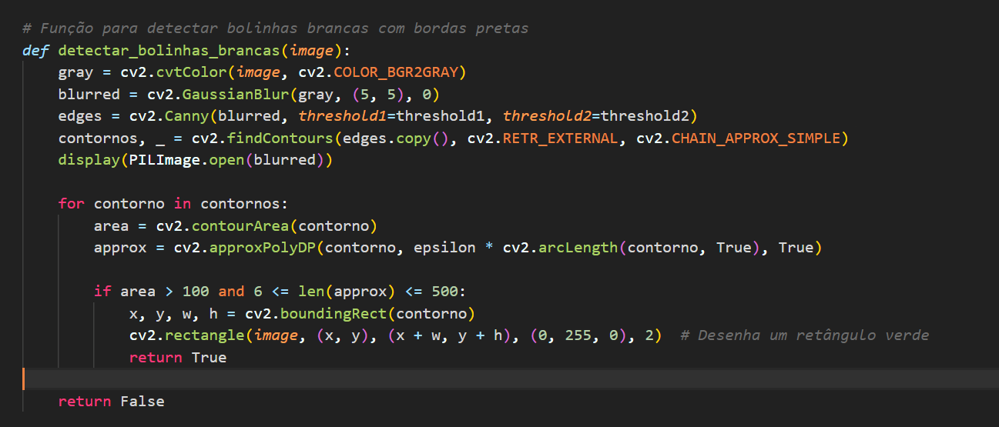 # Função para detectar bolinhas brancas com bordas pretas
def detectar_bolinhas_brancas(image):
    gray = cv2.cvtColor(image, cv2.COLOR_BGR2GRAY)
    blurred = cv2.GaussianBlur(gray, (5, 5), 0)
    edges = cv2.Canny(blurred, threshold1=threshold1, threshold2=threshold2)
    contornos, _ = cv2.findContours(edges.copy(), cv2.RETR_EXTERNAL, cv2.CHAIN_APPROX_SIMPLE)
    display(PILImage.open(blurred))
    for contorno in contornos:
        area = cv2.contourArea(contorno)
        approx = cv2.approxPolyDP(contorno, epsilon * cv2.arcLength(contorno, True), True)
        if area > 100 and 6 <= len(approx) <= 500:
            x, y, w, h = cv2.boundingRect(contorno)
            cv2.rectangle(image, (x, y), (x + w, y + h), (0, 255, 0), 2)  # Desenha um retângulo verde
            return True
    return False